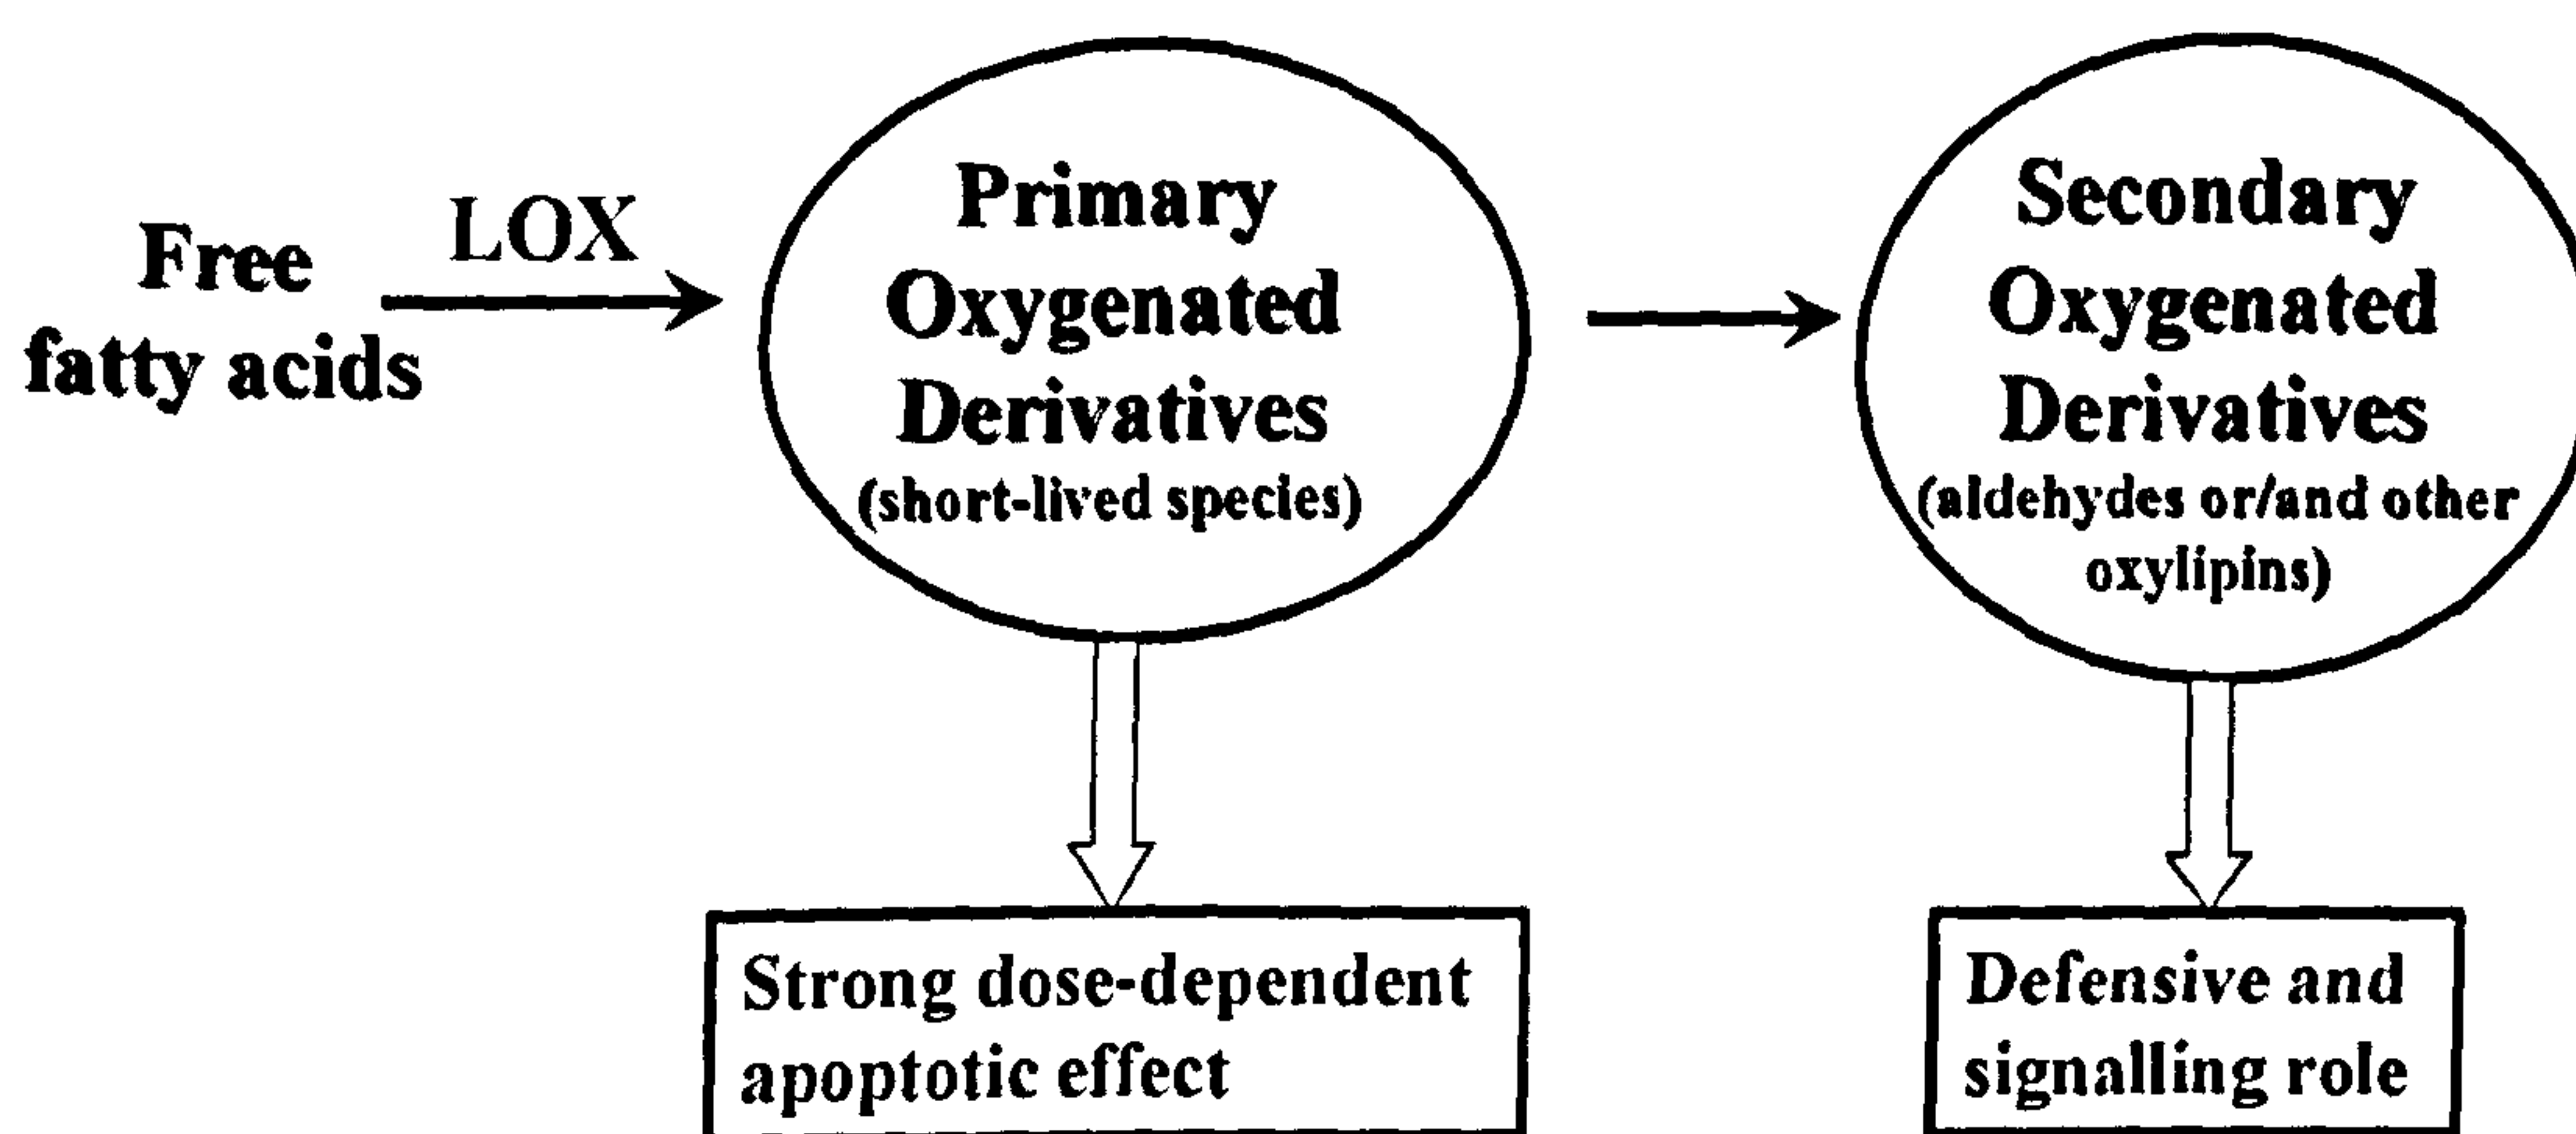 Free
fatty acids
LOX
Primary
Oxygenated
Derivatives
(short-lived species)
Secondary
Oxygenated
Derivatives
(aldehydes or/and other
oxylipins)
Strong dose-dependent
apoptotic effect
Defensive and
signalling role